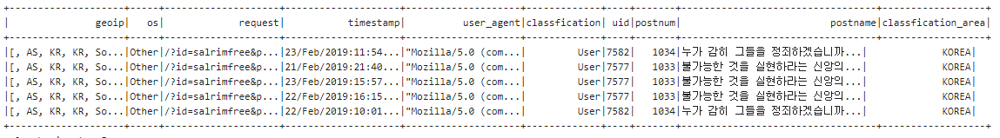 | geoip| os| request| timestamp| user_agent|classfication| uid|postnum| postname|classfication_area|
|[, AS, KR, KR, So...|Other|/?id=salrimfree&p...|23/Feb/2019:11:54...|"Mozilla/5.0 (com...| User|7582| 1034|누가 감히 그들을 정죄하겠습니까...| KOREA|
|[, AS, KR, KR, So...|Other|/?id=salrimfree&p...|21/Feb/2019:21:40...|"Mozilla/5.0 (com...| User|7577| 1033|불가능한 것을 실현하라는 신앙의...| KOREA|
|[, AS, KR, KR, So...|Other|/?id=salrimfree&p...|23/Feb/2019:15:57...|"Mozilla/5.0 (com...| User|7577| 1033|불가능한 것을 실현하라는 신앙의...| KOREA|
|[, AS, KR, KR, So...|Other|/?id=salrimfree&p...|22/Feb/2019:16:15...|"Mozilla/5.0 (com...| User|7577| 1033|불가능한 것을 실현하라는 신앙의...| KOREA|
|[, AS, KR, KR, So...|Other|/?id=salrimfree&p...|22/Feb/2019:10:01...|"Mozilla/5.0 (com...| User|7582| 1034|누가 감히 그들을 정죄하겠습니까...| KOREA|